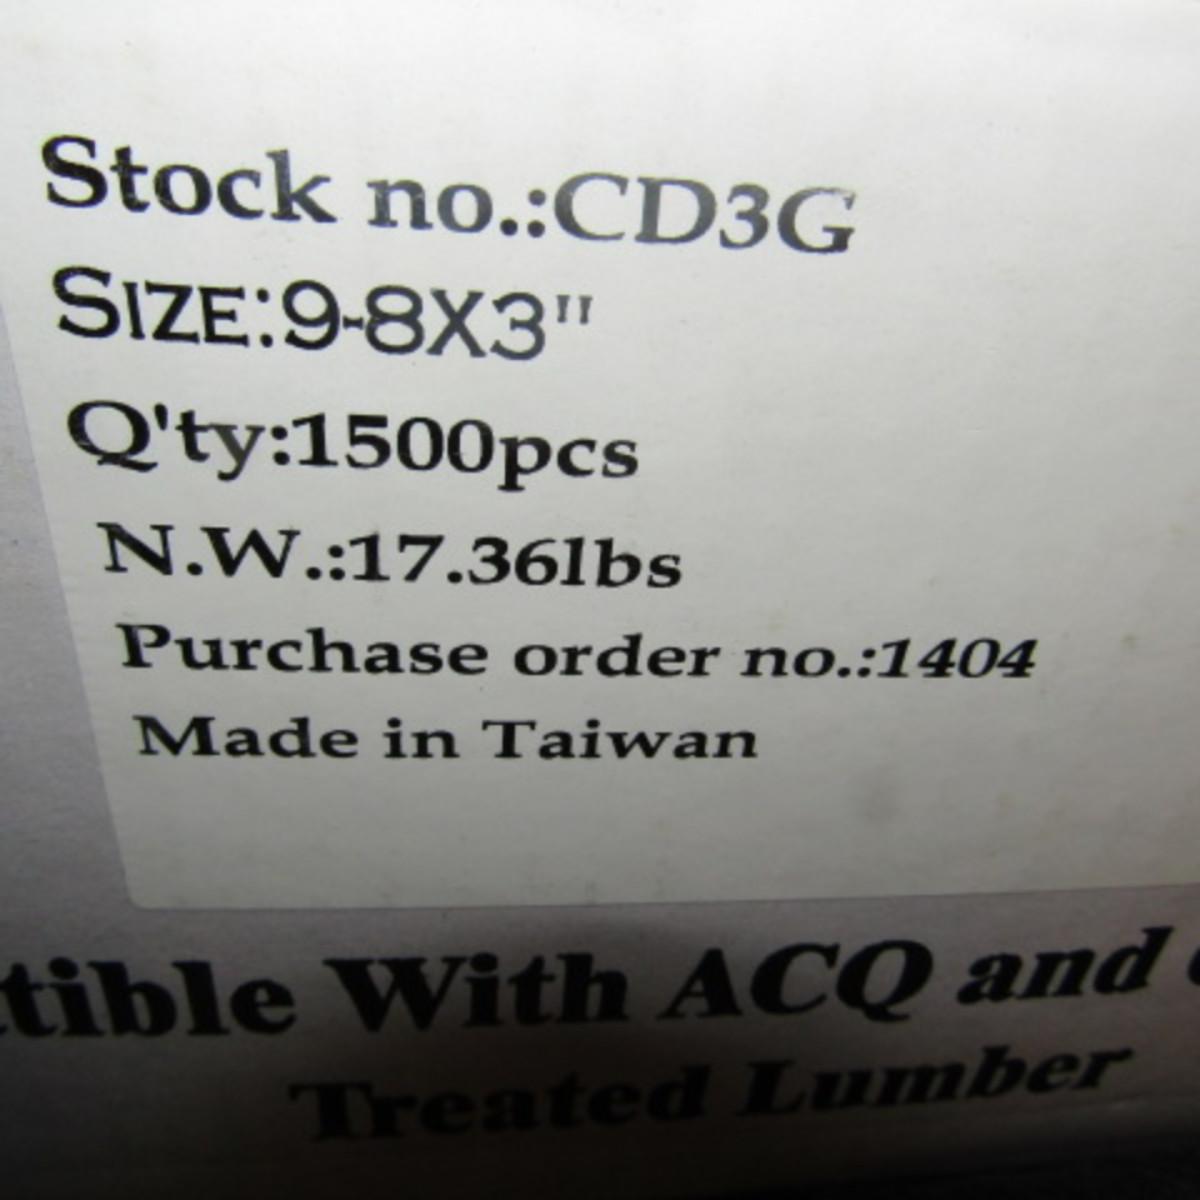 Stock no.:CD3G
SIZE:9-8X3"
Q'ty:1500pcs
N.W.:17.36lbs
Purchase order no.:1404
Made in Taiwan
tible With ACQ and
Treated Lumber